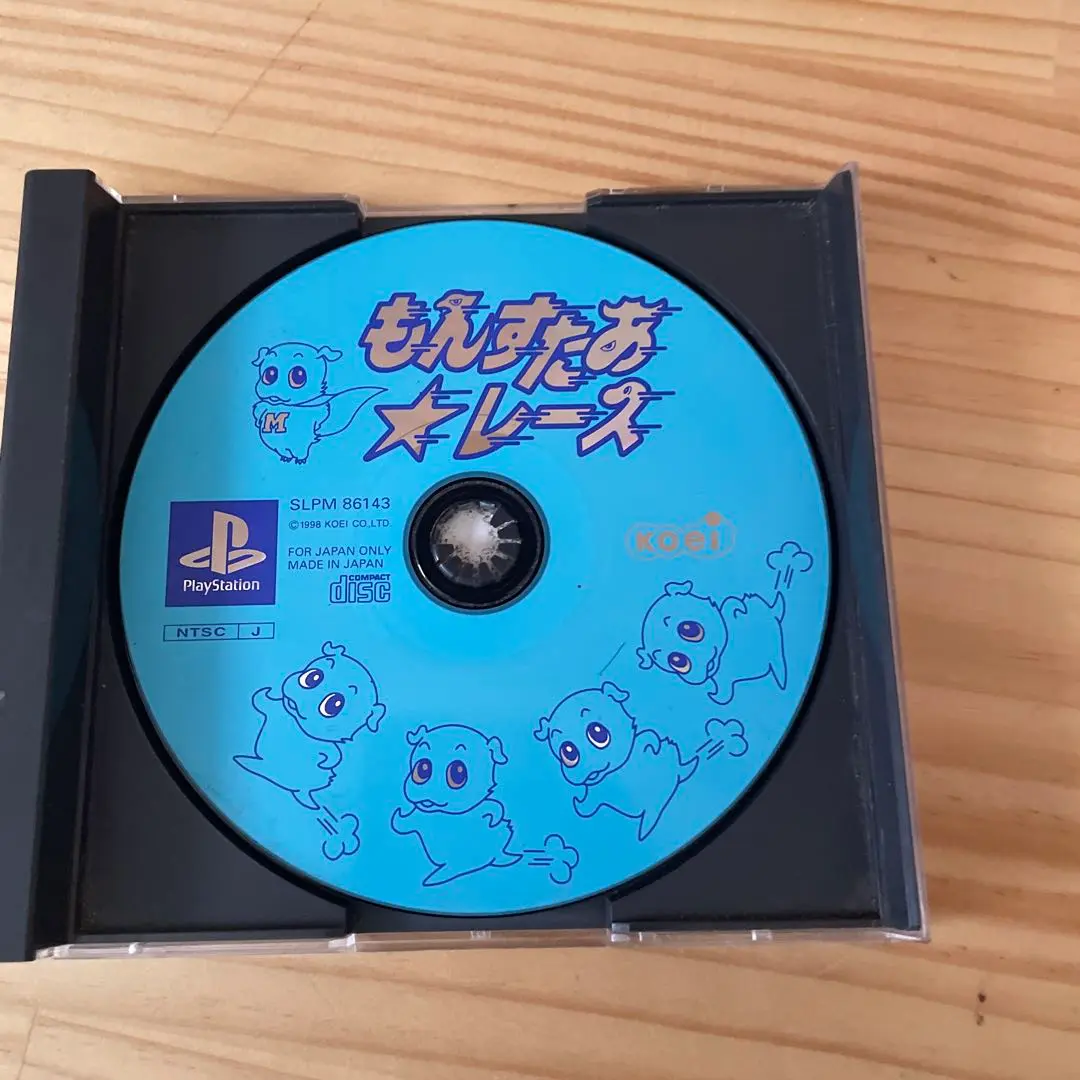 もんすたあ
★レース
M
SLPM 86143
©1998 KOEI CO.,LTD.
FOR JAPAN ONLY
MADE IN JAPAN
COMPACT
disc
PlayStation
NTSC J
KOEI